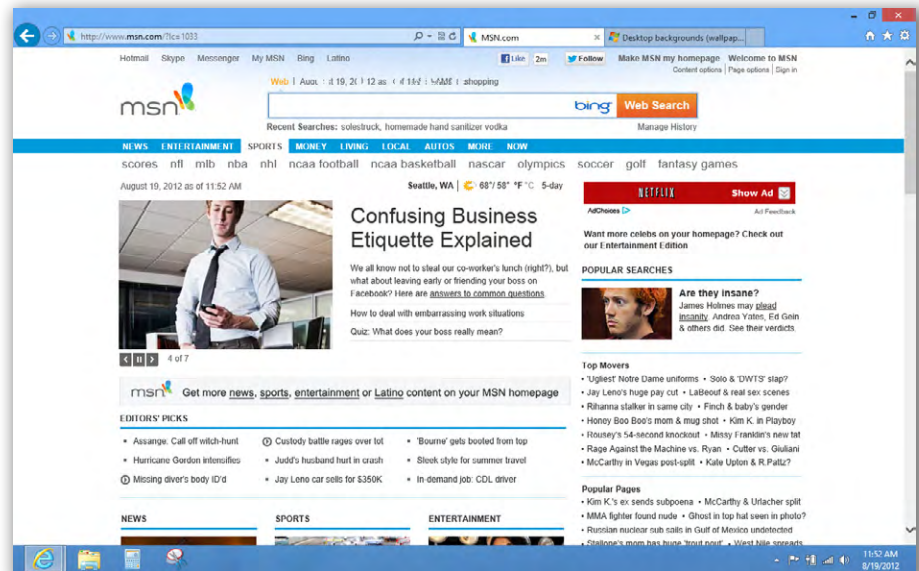 http://www.msn.com/?lc=1033
MSN.com
Desktop backgrounds (wallpap...
Hotmail Skype Messenger My MSN Bing Latino
Like 2m Follow Make MSN my homepage Welcome to MSN
Content options | Page options | Sign in
Web
shopping
msn
bing Web Search
Recent Searches: solestruck, homemade hand sanitizer vodka
Manage History
NEWS ENTERTAINMENT SPORTS MONEY LIVING LOCAL AUTOS MORE NOW
scores nfl mlb nba nhl ncaa football ncaa basketball nascar olympics soccer golf fantasy games
August 19, 2012 as of 11:52 AM
Seattle, WA | 68°/ 58° °F °C 5-day
Confusing Business
Etiquette Explained
We all know not to steal our co-worker's lunch (right?), but
what about leaving early or friending your boss on
Facebook? Here are answers to common questions.
How to deal with embarrassing work situations
Quiz: What does your boss really mean?
4 of 7
msn Get more news, sports, entertainment or Latino content on your MSN homepage
EDITORS' PICKS
Assange: Call off witch-hunt
Custody battle rages over tot
'Bourne' gets booted from top
Hurricane Gordon intensifies
Judd's husband hurt in crash
Sleek style for summer travel
Missing diver's body ID'd
Jay Leno car sells for $350K
In-demand job: CDL driver
NEWS
SPORTS
ENTERTAINMENT
NETFLIX Show Ad
AdChoices
Ad Feedback
Want more celebs on your homepage? Check out
our Entertainment Edition
POPULAR SEARCHES
Are they insane?
James Holmes may plead
insanity. Andrea Yates, Ed Gein
& others did. See their verdicts.
Top Movers
• 'Ugliest' Notre Dame uniforms • Solo & 'DWTS' slap?
• Jay Leno's huge pay cut • LaBeouf & real sex scenes
• Rihanna stalker in same city • Finch & baby's gender
• Honey Boo Boo's mom & mug shot • Kim K. in Playboy
• Rousey's 54-second knockout • Missy Franklin's new tat
• Rage Against the Machine vs. Ryan • Cutter vs. Giuliani
• McCarthy in Vegas post-split • Kate Upton & R.Pattz?
Popular Pages
• Kim K.'s ex sends subpoena • McCarthy & Urlacher split
• MMA fighter found nude • Ghost in top hat seen in photo?
• Russian nuclear sub sails in Gulf of Mexico undetected
• Stallone's mom has huge 'trout pout' • West Nile spreads
11:52 AM
8/19/2012